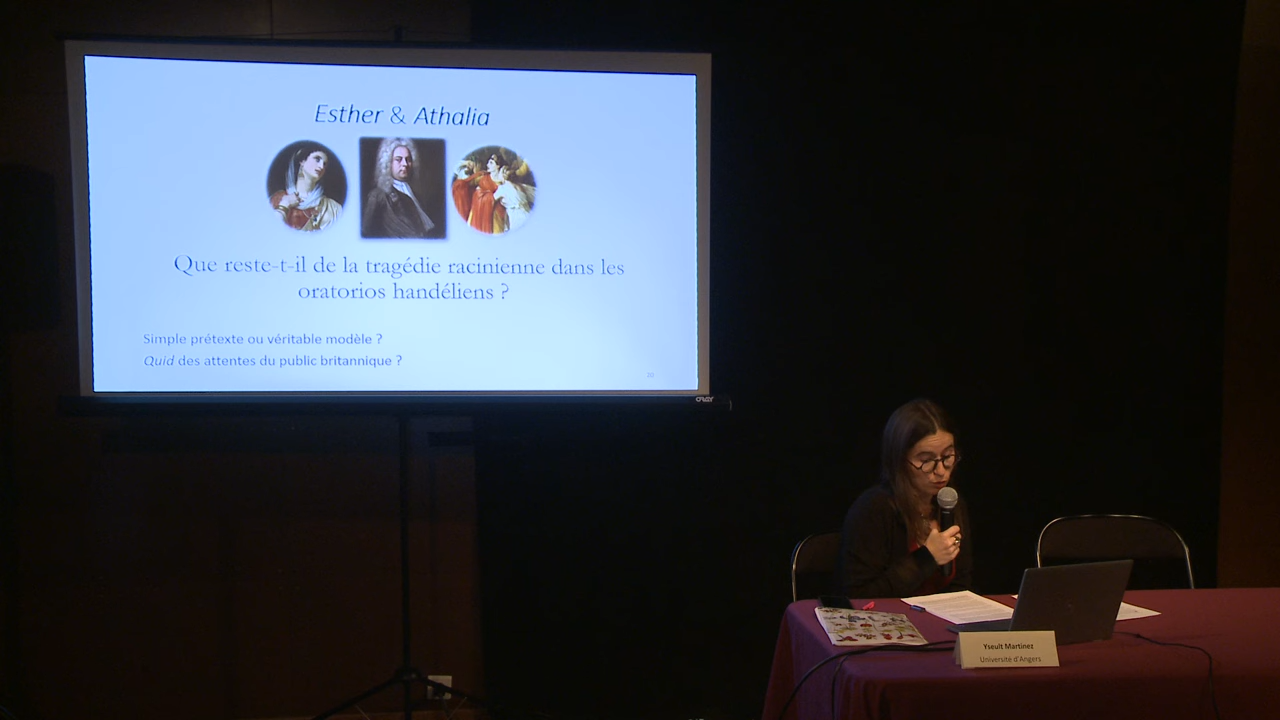 Esther & Athalia
Que reste-t-il de la tragédie racinienne dans les
oratorios handéliens ?
Simple prétexte ou véritable modèle ?
Quid des attentes du public britannique ?
Yseult Martinez
Université d'Angers